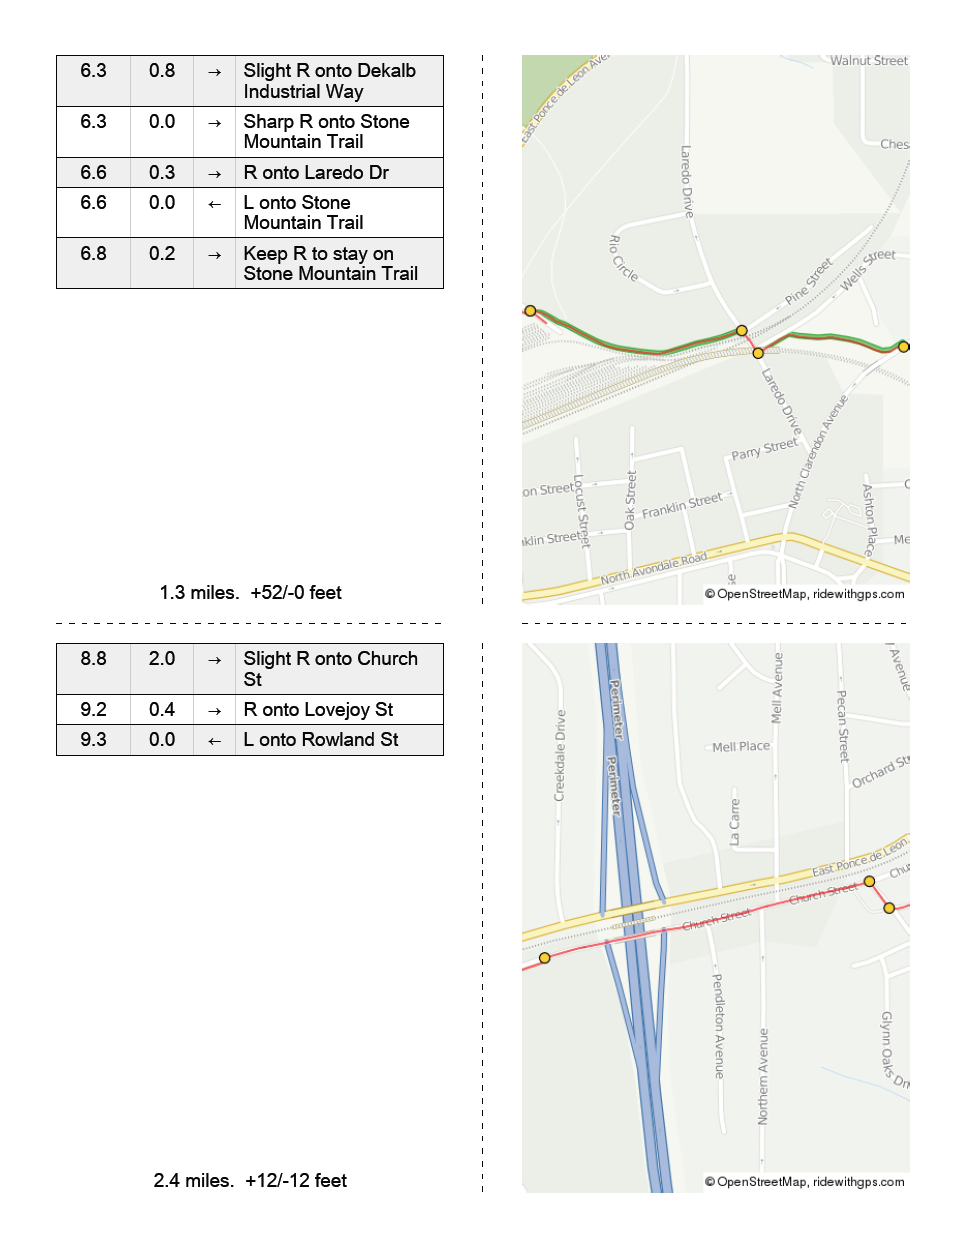 6.3 0.8 → Slight R onto Dekalb
Industrial Way
6.3 0.0 → Sharp R onto Stone
Mountain Trail
6.6 0.3 → R onto Laredo Dr
6.6 0.0 ← L onto Stone
Mountain Trail
6.8 0.2 → Keep R to stay on
Stone Mountain Trail
1.3 miles. +52/-0 feet
East Ponce de Leon Aven
Walnut Street
Ches
Laredo Drive
Rio Circle
Pine Street
Wells Street
Laredo Drive
North Clarendon Avenue
Parry Street
on Street
Locust Street
Oak Street
Franklin Street
nklin Street
Ashton Place
C
Me
North Avondale Road
se
© OpenStreetMap, ridewithgps.com
8.8 2.0 → Slight R onto Church
St
9.2 0.4 → R onto Lovejoy St
9.3 0.0 ← L onto Rowland St
2.4 miles. +12/-12 feet
Perimeter
Perimeter
Creekdale Drive
Mell Avenue
Mell Place
Pecan Street
y Avenue
Orchard Str
La Carre
East Ponce de Leon
Church Street
Church Street
Chu
Pendleton Avenue
Northern Avenue
Glynn Oaks Driv
© OpenStreetMap, ridewithgps.com